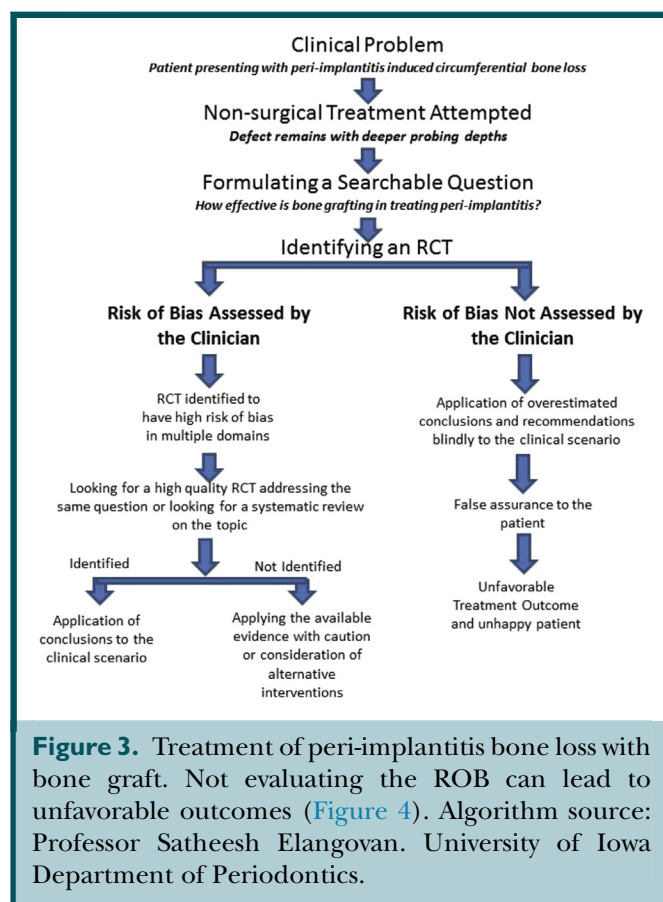 Clinical Problem
Patient presenting with peri-implantitis induced circumferential bone loss
Non-surgical Treatment Attempted
Defect remains with deeper probing depths
Formulating a Searchable Question
How effective is bone grafting in treating peri-implantitis?
Identifying an RCT
Risk of Bias Assessed by
the Clinician
RCT identified to
have high risk of bias
in multiple domains
Looking for a high quality RCT addressing the
same question or looking for a systematic review
on the topic
Identified
Not Identified
Application of
conclusions to the
clinical scenario
Applying the available
evidence with caution
or consideration of
alternative
interventions
Risk of Bias Not Assessed by
the Clinician
Application of overestimated
conclusions and recommendations
blindly to the clinical scenario
False assurance to the
patient
Unfavorable
Treatment Outcome
and unhappy patient
Figure 3. Treatment of peri-implantitis bone loss with
bone graft. Not evaluating the ROB can lead to
unfavorable outcomes (Figure 4). Algorithm source:
Professor Satheesh Elangovan. University of Iowa
Department of Periodontics.